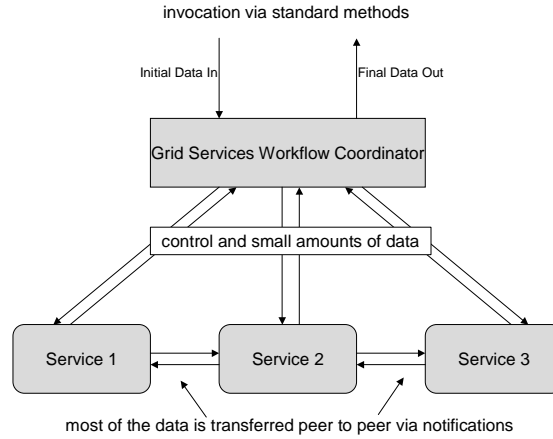 invocation via standard methods
Initial Data In
Final Data Out
Grid Services Workflow Coordinator
control and small amounts of data
Service 1
Service 2
Service 3
most of the data is transferred peer to peer via notifications